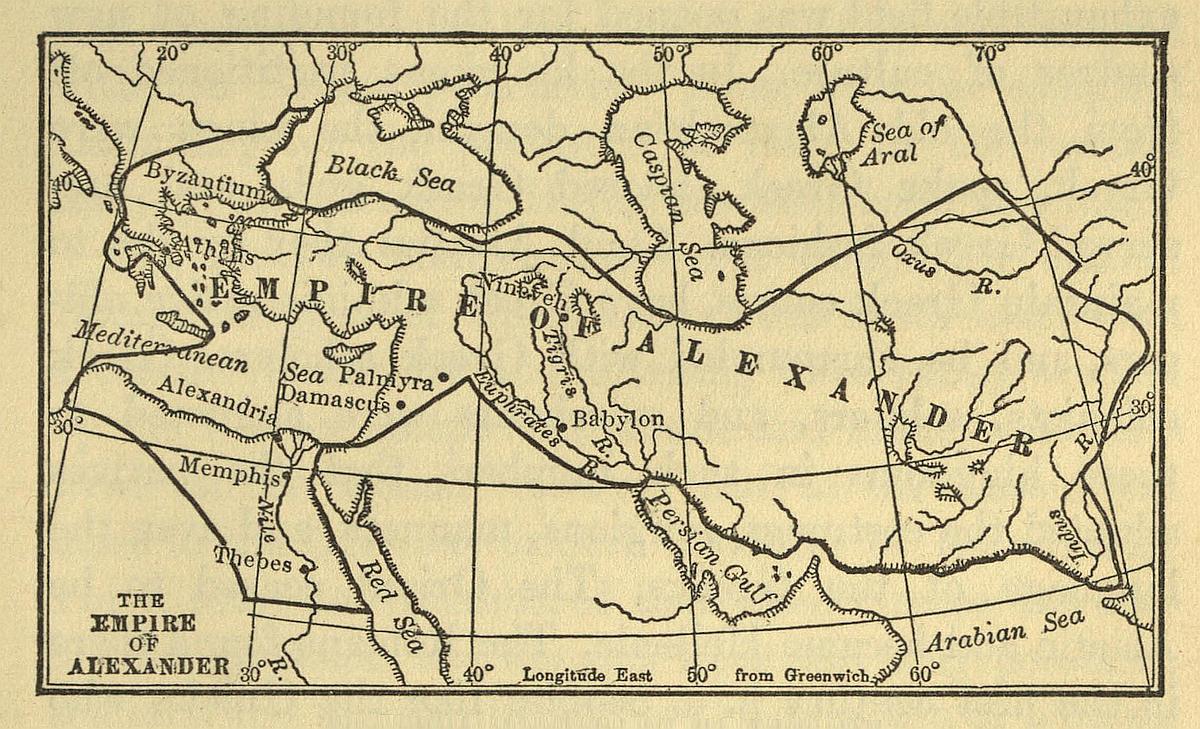 20°
30°
40°
50°
60°
70°
Sea of
Aral
Black Sea
Caspian
Sea
40°
40
Byzantium
Athens
Oxus
R.
Nineveh
EMPIRE OF ALEXANDER
Mediterranean
Sea
Tigris
R.
Palmyra
Damascus
Alexandria
Euphrates
R.
Babylon
30°
30°
R.
Indus
Memphis
Nile
Persian Gulf
Thebes
Red
Sea
Arabian Sea
THE
EMPIRE
OF
ALEXANDER
30°
R.
40°
Longitude East
50°
from Greenwich
60°